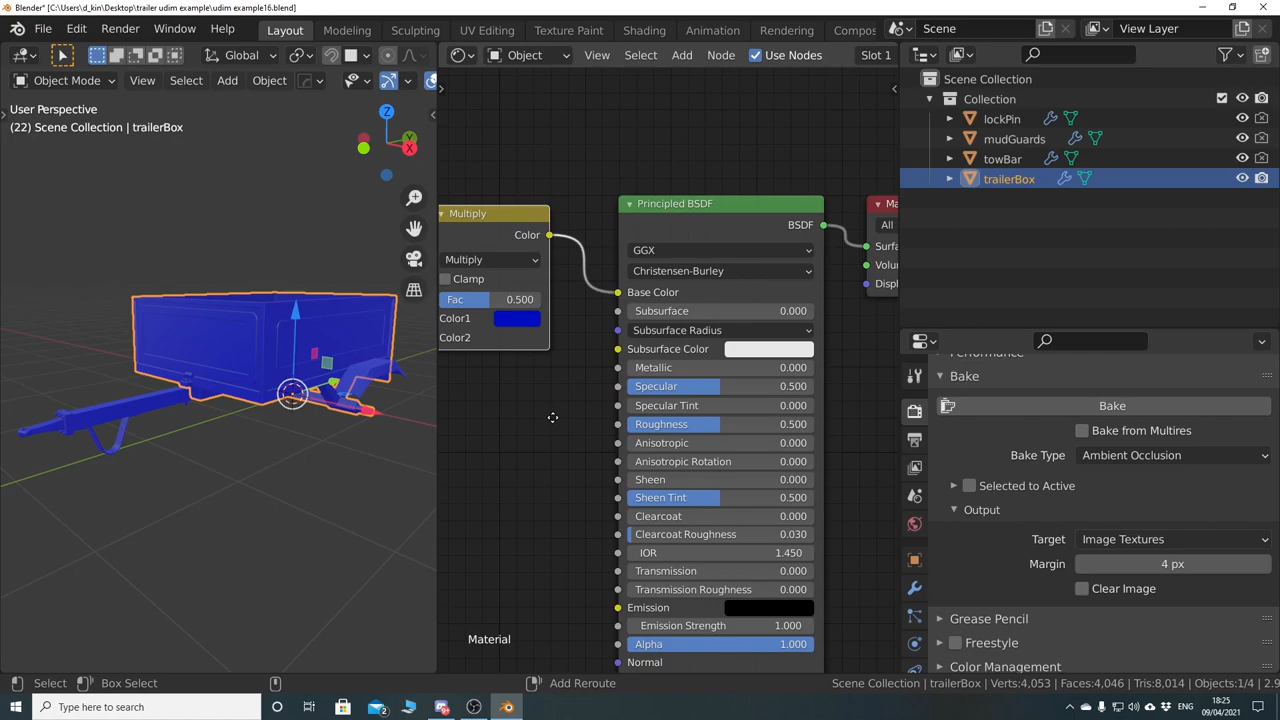 Blender* [C:\Users\d_kin\Desktop\trailer udim example\udim example16.blend]
File Edit Render Window Help Layout Modeling Sculpting UV Editing Texture Paint Shading Animation Rendering Compos Scene View Layer
Global Object View Select Add Node Use Nodes Slot 1
Object Mode View Select Add Object
User Perspective
(22) Scene Collection | trailerBox
Z
Y
X
Multiply
Color
Multiply
Clamp
Fac 0.500
Color1
Color2
Principled BSDF
BSDF
GGX
Christensen-Burley
Base Color
Subsurface 0.000
Subsurface Radius
Subsurface Color
Metallic 0.000
Specular 0.500
Specular Tint 0.000
Roughness 0.500
Anisotropic 0.000
Anisotropic Rotation 0.000
Sheen 0.000
Sheen Tint 0.500
Clearcoat 0.000
Clearcoat Roughness 0.030
IOR 1.450
Transmission 0.000
Transmission Roughness 0.000
Emission
Emission Strength 1.000
Alpha 1.000
Normal
Ma
All
Surfa
Volu
Displ
Material
Scene Collection
Collection
lockPin
mudGuards
towBar
trailerBox
Performance
Bake
Bake
Bake from Multires
Bake Type Ambient Occlusion
Selected to Active
Output
Target Image Textures
Margin 4 px
Clear Image
Grease Pencil
Freestyle
Color Management
Select Box Select Add Reroute Scene Collection | trailerBox | Verts:4,053 | Faces:4,046 | Tris:8,014 | Objects:1/4 | 2.9
Type here to search
ENG
18:25
09/04/2021